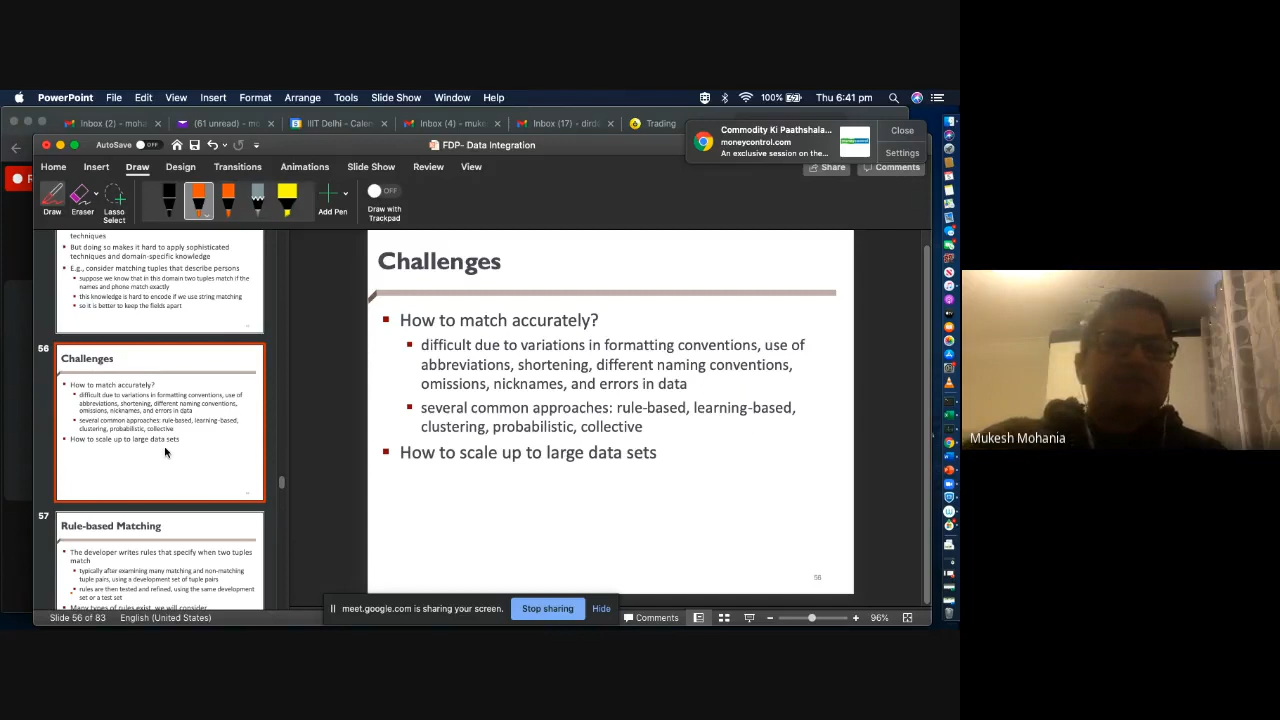 PowerPoint File Edit View Insert Format Arrange Tools Slide Show Window Help 100% Thu 6:41 pm
Inbox (2) - moha
(61 unread) - m
IIIT Delhi - Calen
Inbox (4) - muke
Inbox (17) - dird
Trading
Commodity Ki Paathshala...
moneycontrol.com
An exclusive session on the...
Close
Settings
AutoSave OFF
FDP- Data Integration
Home Insert Draw Design Transitions Animations Slide Show Review View
Share Comments
Draw
Eraser
Lasso
Select
Add Pen
OFF
Draw with
Trackpad
techniques
But doing so makes it hard to apply sophisticated
techniques and domain-specific knowledge
E.g., consider matching tuples that describe persons
suppose we know that in this domain two tuples match if the
names and phone match exactly
this knowledge is hard to encode if we use string matching
so it is better to keep the fields apart
56
Challenges
How to match accurately?
difficult due to variations in formatting conventions, use of
abbreviations, shortening, different naming conventions,
omissions, nicknames, and errors in data
several common approaches: rule-based, learning-based,
clustering, probabilistic, collective
How to scale up to large data sets
57
Rule-based Matching
The developer writes rules that specify when two tuples
match
typically after examining many matching and non-matching
tuple pairs, using a development set of tuple pairs
rules are then tested and refined, using the same development
set or a test set
Many types of rules exist, we will consider
Challenges
How to match accurately?
difficult due to variations in formatting conventions, use of
abbreviations, shortening, different naming conventions,
omissions, nicknames, and errors in data
several common approaches: rule-based, learning-based,
clustering, probabilistic, collective
How to scale up to large data sets
56
meet.google.com is sharing your screen. Stop sharing Hide
Slide 56 of 83 English (United States) Comments 96%
Mukesh Mohania